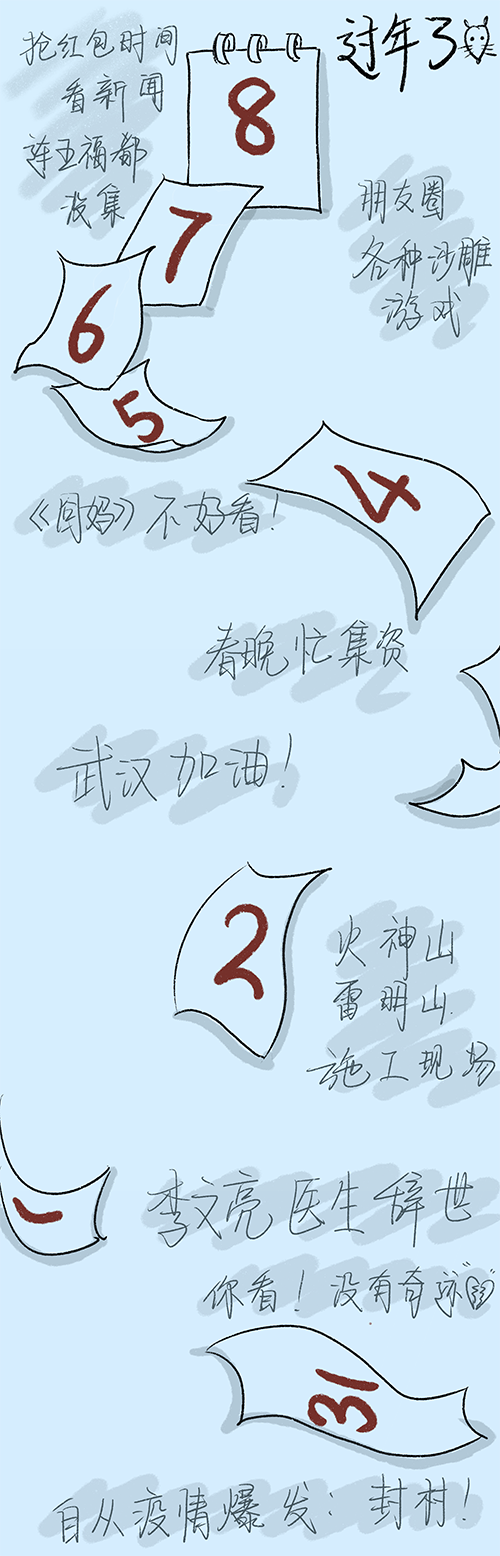 过年了
抢红包时间
看新闻
连五福都
没集
8
7
朋友圈
各种沙雕
游戏
6
5
4
《囧妈》不好看！
春晚忙集资
武汉加油！
2
火神山
雷明山
施工现场
1
李文亮医生辞世
你看！没有奇迹
31
自从疫情爆发：封村！